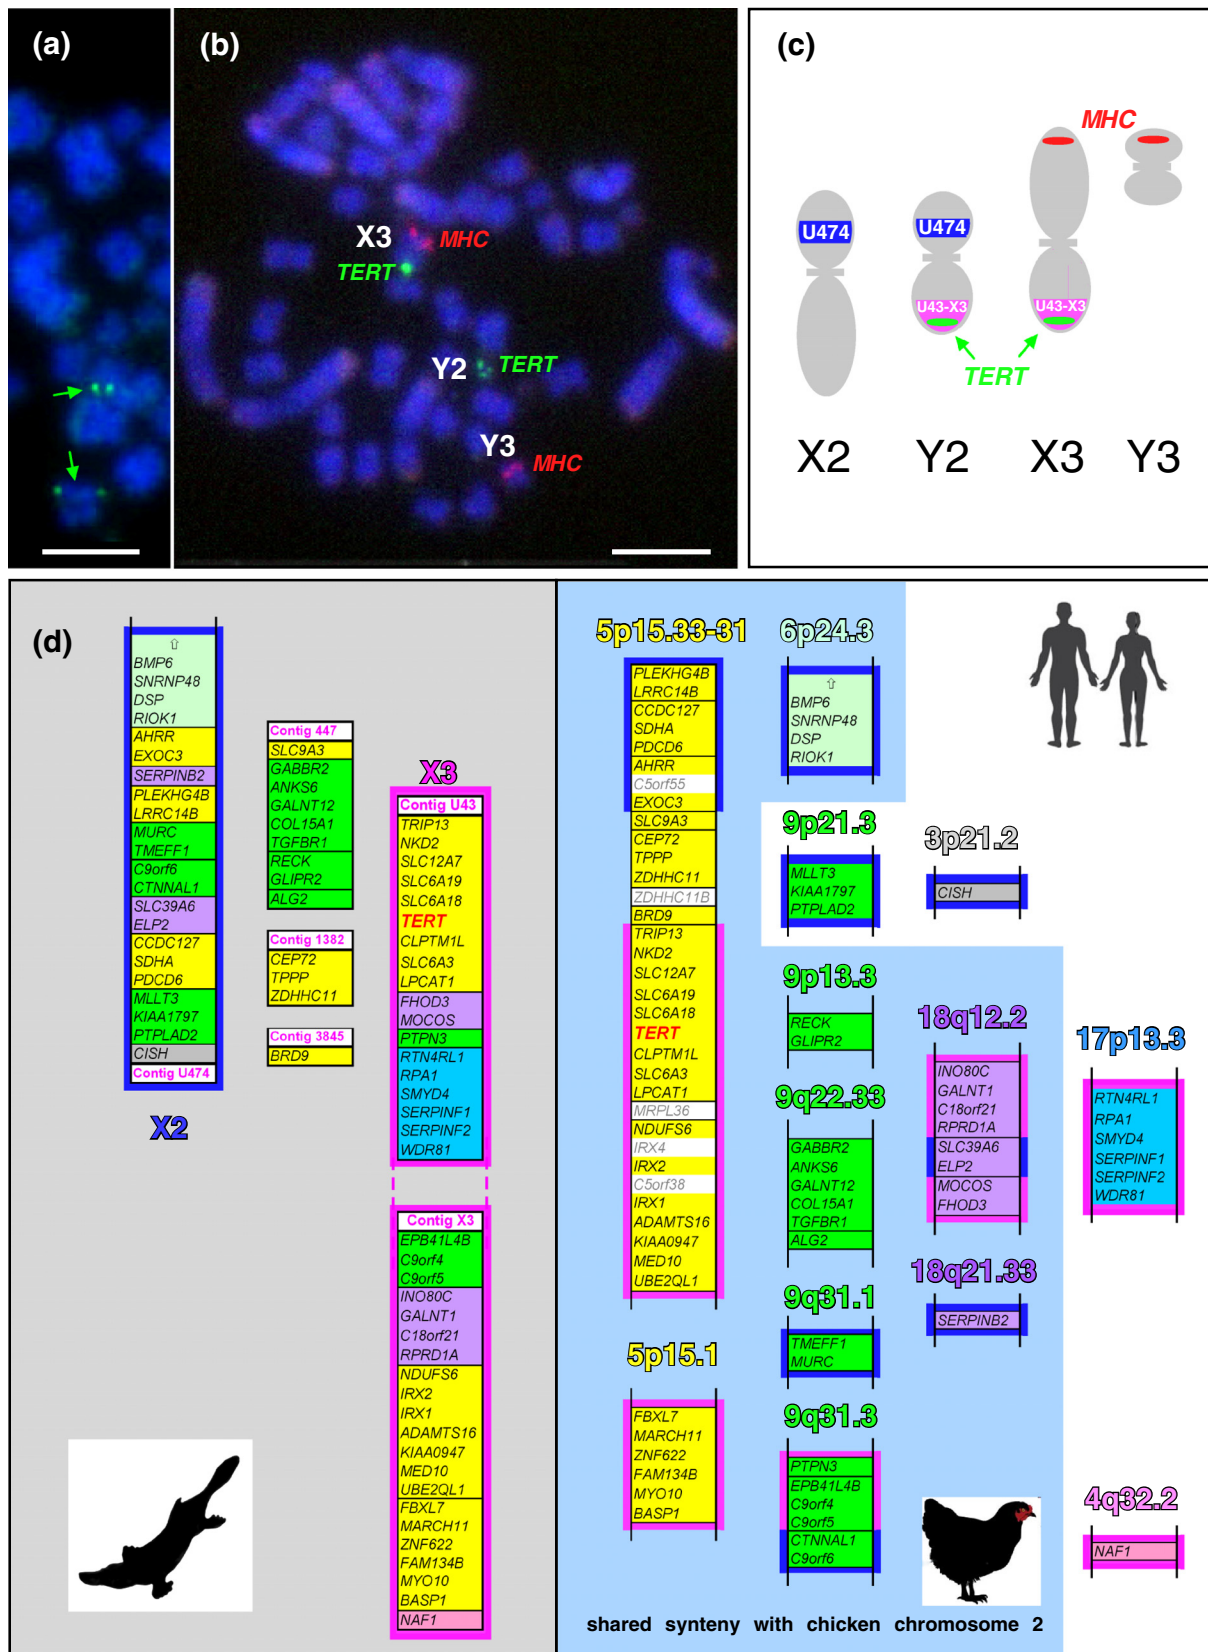 (a)
(b)
X3
MHC
TERT
Y2
TERT
Y3
MHC
(c)
MHC
U474
U474
U43-X3
U43-X3
TERT
X2
Y2
X3
Y3
(d)
⇧
BMP6
SNRNP48
DSP
RIOK1
AHRR
EXOC3
SERPINB2
PLEKHG4B
LRRC14B
MURC
TMEFF1
C9orf6
CTNNAL1
SLC39A6
ELP2
CCDC127
SDHA
PDCD6
MLLT3
KIAA1797
PTPLAD2
CISH
Contig U474
X2
Contig 447
SLC9A3
GABBR2
ANKS6
GALNT12
COL15A1
TGFBR1
RECK
GLIPR2
ALG2
Contig 1382
CEP72
TPPP
ZDHHC11
Contig 3845
BRD9
X3
Contig U43
TRIP13
NKD2
SLC12A7
SLC6A19
SLC6A18
TERT
CLPTM1L
SLC6A3
LPCAT1
FHOD3
MOCOS
PTPN3
RTN4RL1
RPA1
SMYD4
SERPINF1
SERPINF2
WDR81
Contig X3
EPB41L4B
C9orf4
C9orf5
INO80C
GALNT1
C18orf21
RPRD1A
NDUFS6
IRX2
IRX1
ADAMTS16
KIAA0947
MED10
UBE2QL1
FBXL7
MARCH11
ZNF622
FAM134B
MYO10
BASP1
NAF1
5p15.33-31
PLEKHG4B
LRRC14B
CCDC127
SDHA
PDCD6
AHRR
C5orf55
EXOC3
SLC9A3
CEP72
TPPP
ZDHHC11
ZDHHC11B
BRD9
TRIP13
NKD2
SLC12A7
SLC6A19
SLC6A18
TERT
CLPTM1L
SLC6A3
LPCAT1
MRPL36
NDUFS6
IRX4
IRX2
C5orf38
IRX1
ADAMTS16
KIAA0947
MED10
UBE2QL1
5p15.1
FBXL7
MARCH11
ZNF622
FAM134B
MYO10
BASP1
6p24.3
⇧
BMP6
SNRNP48
DSP
RIOK1
9p21.3
MLLT3
KIAA1797
PTPLAD2
9p13.3
RECK
GLIPR2
9q22.33
GABBR2
ANKS6
GALNT12
COL15A1
TGFBR1
ALG2
9q31.1
TMEFF1
MURC
9q31.3
PTPN3
EPB41L4B
C9orf4
C9orf5
CTNNAL1
C9orf6
3p21.2
CISH
18q12.2
INO80C
GALNT1
C18orf21
RPRD1A
SLC39A6
ELP2
MOCOS
FHOD3
18q21.33
SERPINB2
17p13.3
RTN4RL1
RPA1
SMYD4
SERPINF1
SERPINF2
WDR81
4q32.2
NAF1
shared synteny with chicken chromosome 2